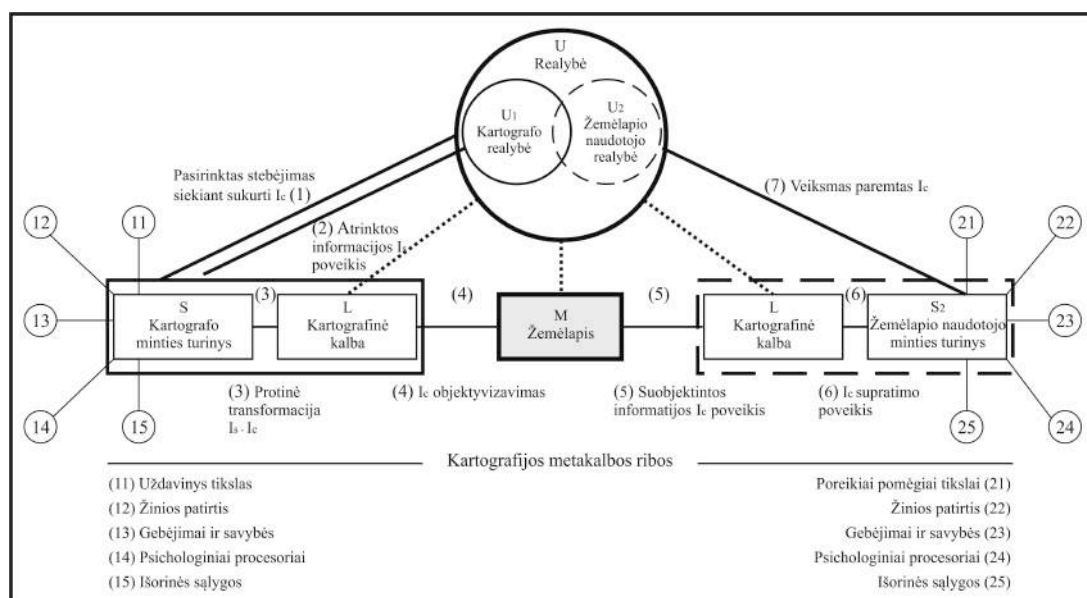 U
Realybė
U1
Kartografo
realybė
U2
Žemėlapio
naudotojo
realybė
Pasirinktas stebėjimas
siekiant sukurti Ic (1)
(2) Atrinktos
informacijos Is
poveikis
(7) Veiksmas paremtas Ic
12
11
13
14
15
21
22
23
24
25
S
Kartografo
minties turinys
(3)
L
Kartografinė
kalba
(4)
M
Žemėlapis
(5)
L
Kartografinė
kalba
(6)
S2
Žemėlapio naudotojo
minties turinys
(3) Protinė
transformacija
Is - Ic
(4) Ic objektyvizavimas
(5) Suobjektintos
informatijos Ic poveikis
(6) Ic supratimo
poveikis
Kartografijos metakalbos ribos
(11) Uždavinys tikslas
(12) Žinios patirtis
(13) Gebėjimai ir savybės
(14) Psichologiniai procesoriai
(15) Išorinės sąlygos
Poreikiai pomėgiai tikslai (21)
Žinios patirtis (22)
Gebėjimai ir savybės (23)
Psichologiniai procesoriai (24)
Išorinės sąlygos (25)